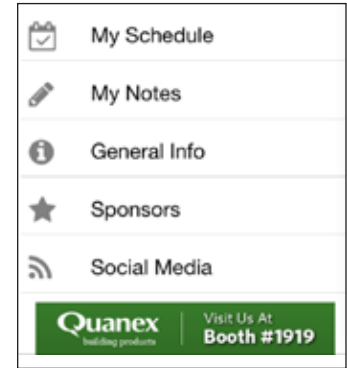 My Schedule
My Notes
General Info
Sponsors
Social Media
Quanex
building products
Visit Us At
Booth #1919